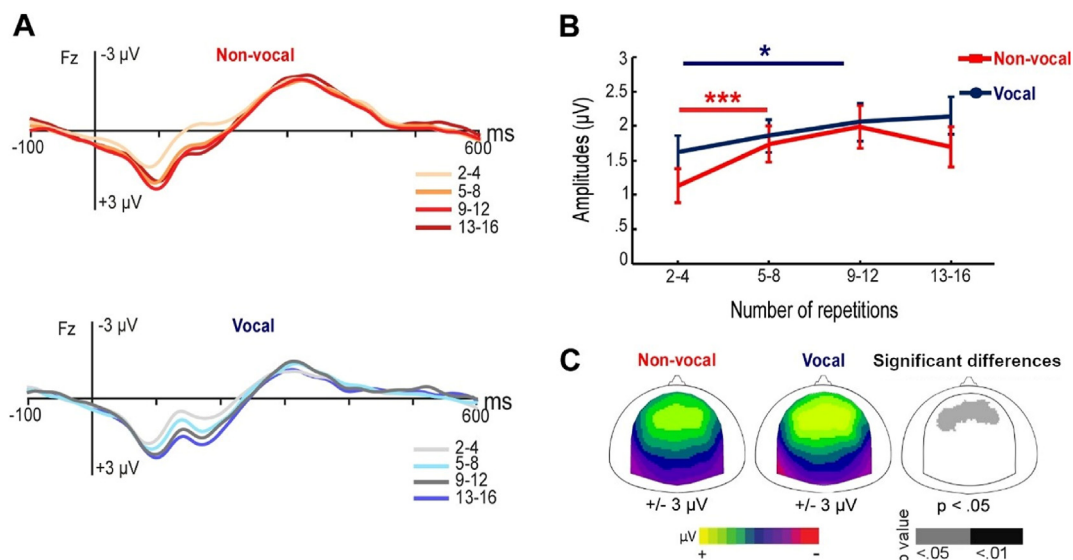 A
Fz
-3 µV
Non-vocal
-100
ms
600
+3 µV
2-4
5-8
9-12
13-16
Fz
-3 µV
Vocal
-100
ms
600
+3 µV
2-4
5-8
9-12
13-16
B
Non-vocal
Vocal
*
***
Amplitudes (µV)
3
2.5
2
1.5
1
.5
0
2-4 5-8 9-12 13-16
Number of repetitions
C
Non-vocal Vocal Significant differences
+/- 3 µV +/- 3 µV p < .05
µV
+ -
value
<.05 <.01